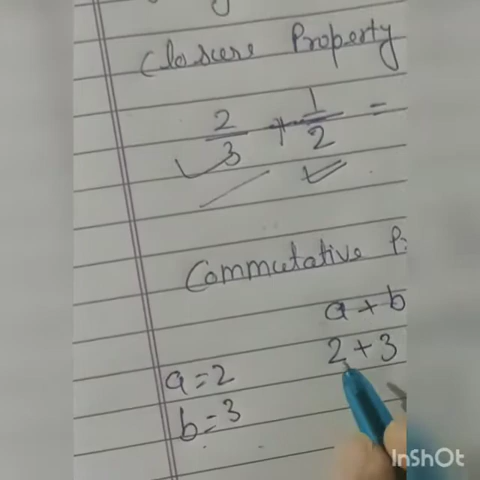 Closure Property
2/3 + 1/2 =
Commutative P
a + b
2 + 3
a = 2
b = 3
InShOt